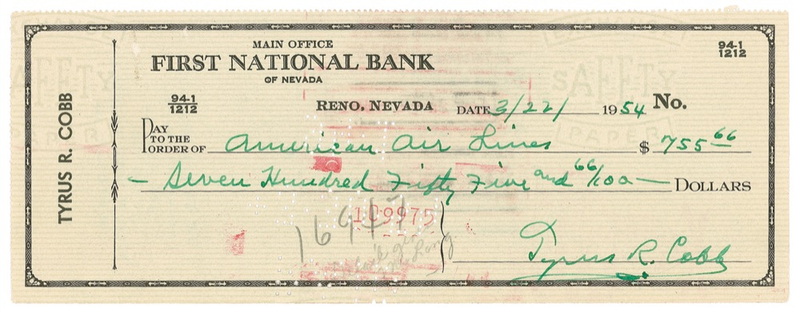 MAIN OFFICE
FIRST NATIONAL BANK
OF NEVADA
94-1
1212
94-1
1212
RENO, NEVADA DATE 3/22/ 1954 No.
PAY
TO THE
ORDER OF American Air Lines $ 755 66
- Seven Hundred Fifty Five and 66/100 - DOLLARS
109975
Tyrus R. Cobb
TYRUS R. COBB
SAFETY
PAPER